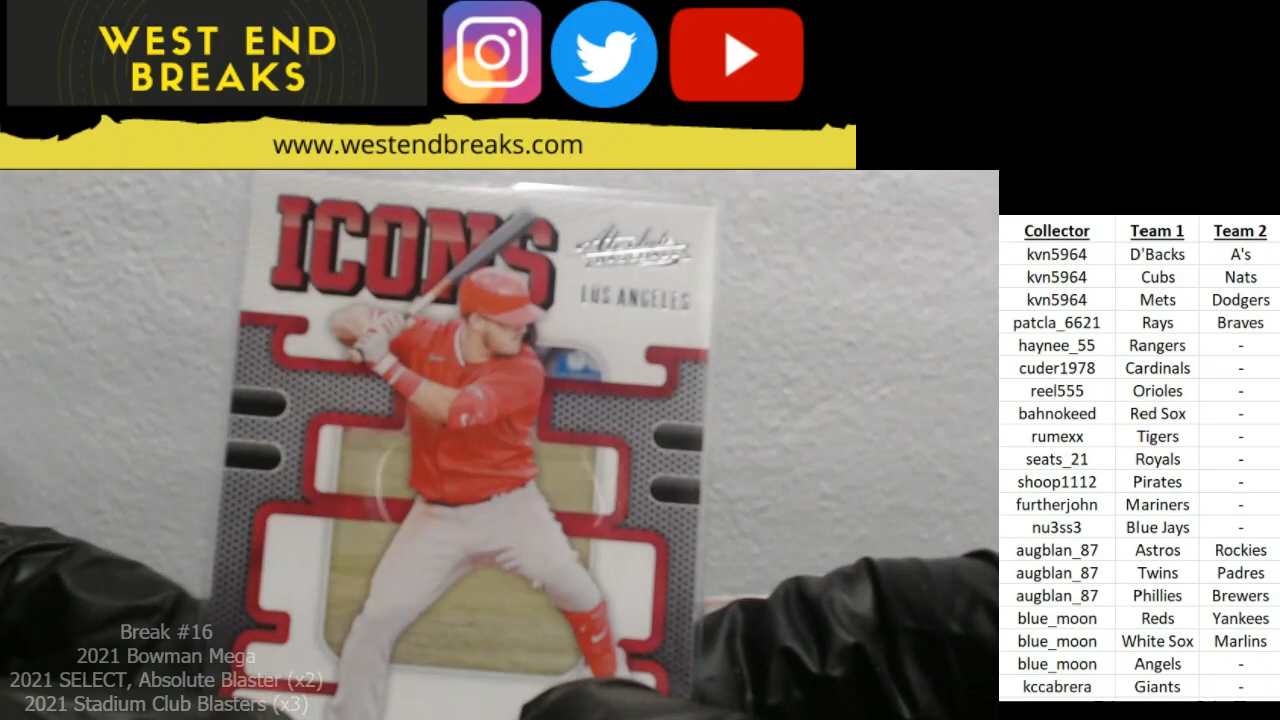 WEST END
BREAKS
www.westendbreaks.com
ICONS
Absolute
LOS ANGELES
Collector Team 1 Team 2
kvn5964 D'Backs A's
kvn5964 Cubs Nats
kvn5964 Mets Dodgers
patcla_6621 Rays Braves
haynee_55 Rangers -
cuder1978 Cardinals -
reel555 Orioles -
bahnokeed Red Sox -
rumexx Tigers -
seats_21 Royals -
shoop1112 Pirates -
furtherjohn Mariners -
nu3ss3 Blue Jays -
augblan_87 Astros Rockies
augblan_87 Twins Padres
augblan_87 Phillies Brewers
blue_moon Reds Yankees
blue_moon White Sox Marlins
blue_moon Angels -
kccabrera Giants -
Break #16
2021 Bowman Mega
2021 SELECT, Absolute Blaster (x2)
2021 Stadium Club Blasters (x3)